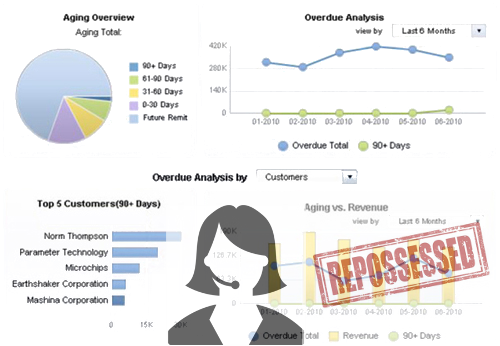 Aging Overview
Aging Total:
90+ Days
61-90 Days
31-60 Days
0-30 Days
Future Remit
Overdue Analysis
view by Last 6 Months
420K
280K
140K
0
01-2010 02-2010 03-2010 04-2010 05-2010 06-2010
Overdue Total 90+ Days
Overdue Analysis by Customers
Top 5 Customers(90+ Days)
Norm Thompson
Parameter Technology
Microchips
Earthshaker Corporation
Mashina Corporation
0 15K
Aging vs. Revenue
view by Last 6 Months
REPOSSESSED
0
Overdue Total Revenue 90+ Days